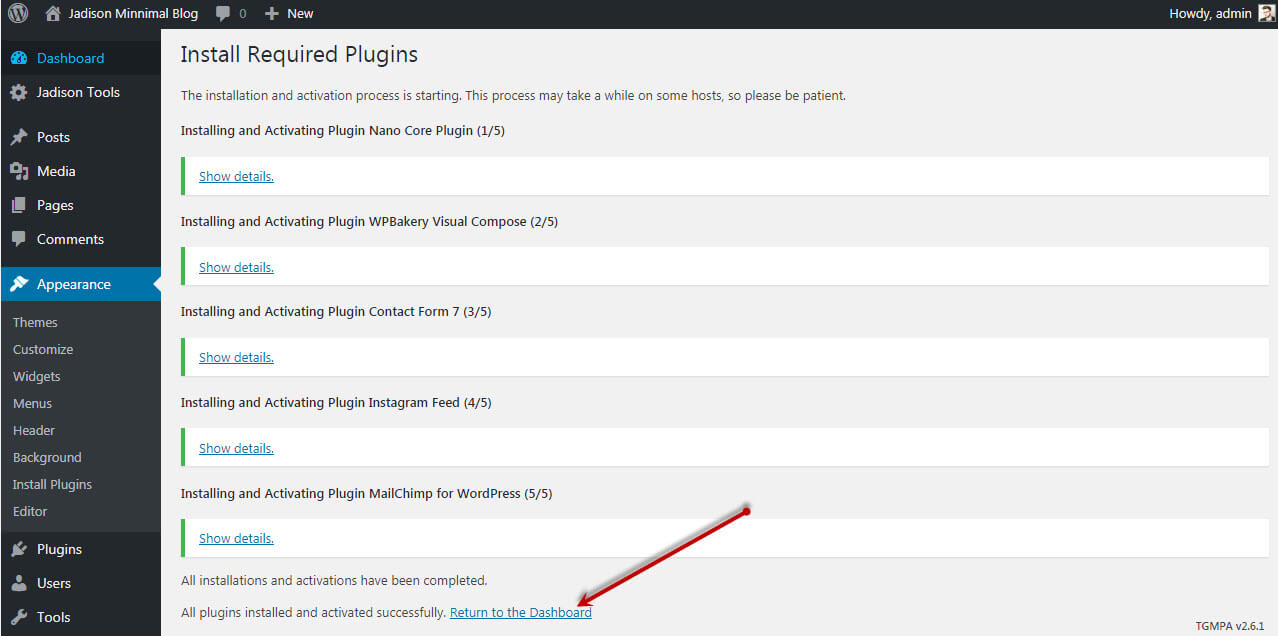 Jadison Minnimal Blog 0 New Howdy, admin
Dashboard
Jadison Tools
Posts
Media
Pages
Comments
Appearance
Themes
Customize
Widgets
Menus
Header
Background
Install Plugins
Editor
Plugins
Users
Tools
Install Required Plugins
The installation and activation process is starting. This process may take a while on some hosts, so please be patient.
Installing and Activating Plugin Nano Core Plugin (1/5)
Show details.
Installing and Activating Plugin WPBakery Visual Compose (2/5)
Show details.
Installing and Activating Plugin Contact Form 7 (3/5)
Show details.
Installing and Activating Plugin Instagram Feed (4/5)
Show details.
Installing and Activating Plugin MailChimp for WordPress (5/5)
Show details.
All installations and activations have been completed.
All plugins installed and activated successfully. Return to the Dashboard
TGMPA v2.6.1